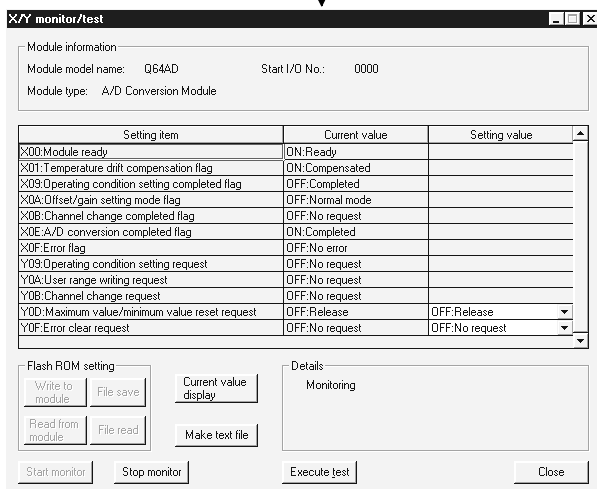 X/Y monitor/test
Module information
Module model name: Q64AD Start I/O No.: 0000
Module type: A/D Conversion Module
Setting item Current value Setting value
X00:Module ready ON:Ready
X01:Temperature drift compensation flag ON:Compensated
X09:Operating condition setting completed flag OFF:Completed
X0A:Offset/gain setting mode flag OFF:Normal mode
X0B:Channel change completed flag OFF:No request
X0E:A/D conversion completed flag ON:Completed
X0F:Error flag OFF:No error
Y09:Operating condition setting request OFF:No request
Y0A:User range writing request OFF:No request
Y0B:Channel change request OFF:No request
Y0D:Maximum value/minimum value reset request OFF:Release OFF:Release
Y0F:Error clear request OFF:No request OFF:No request
Flash ROM setting
Write to module
File save
Read from module
File read
Current value display
Make text file
Details
Monitoring
Start monitor
Stop monitor
Execute test
Close